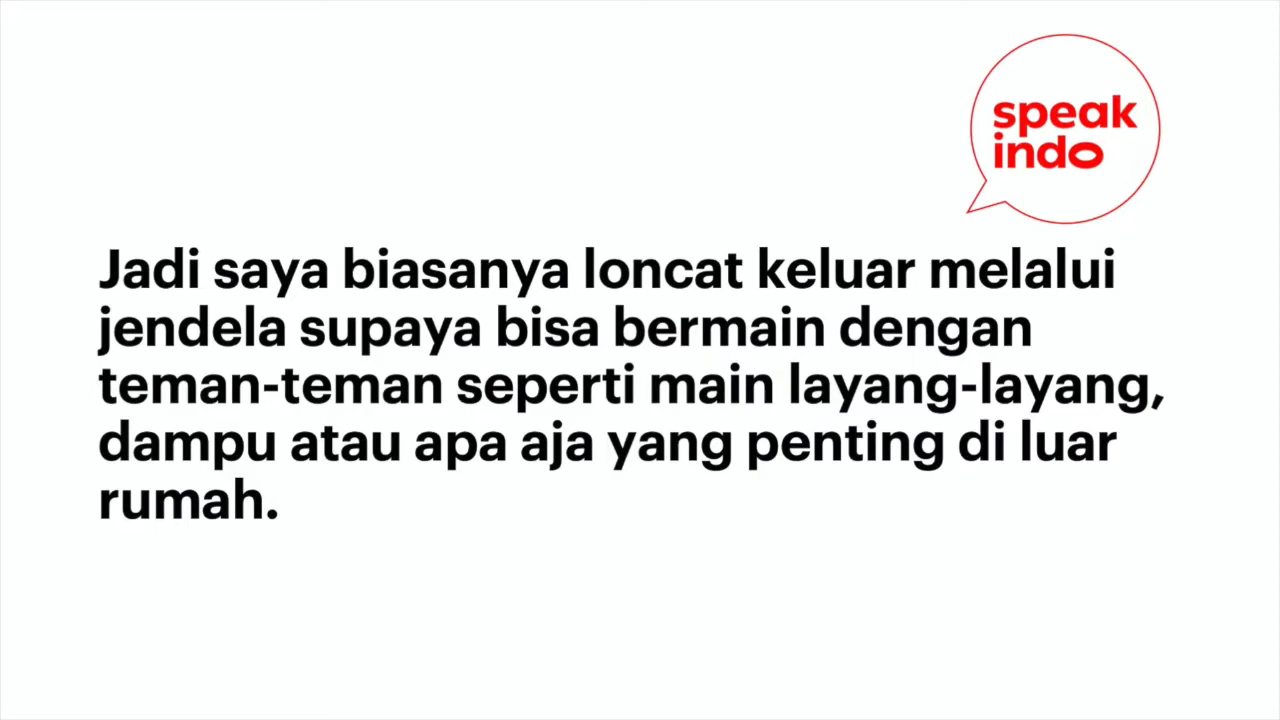 speak
indo
Jadi saya biasanya loncat keluar melalui
jendela supaya bisa bermain dengan
teman-teman seperti main layang-layang,
dampu atau apa aja yang penting di luar
rumah.